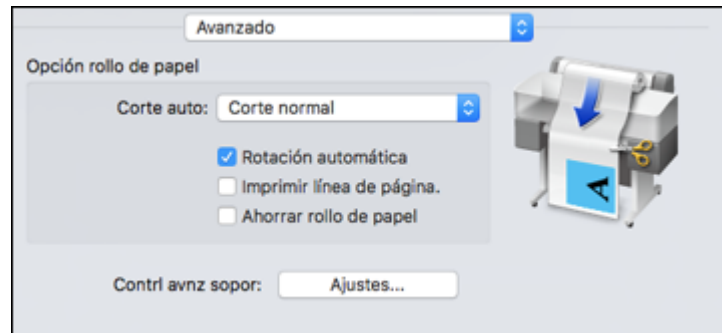 Avanzado
Opción rollo de papel
Corte auto: Corte normal
Rotación automática
Imprimir línea de página.
Ahorrar rollo de papel
A
Contrl avnz sopor: Ajustes...